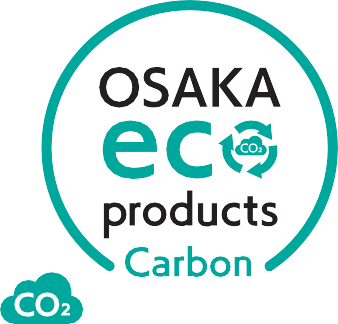 OSAKA
eco
CO2
products
Carbon
CO2